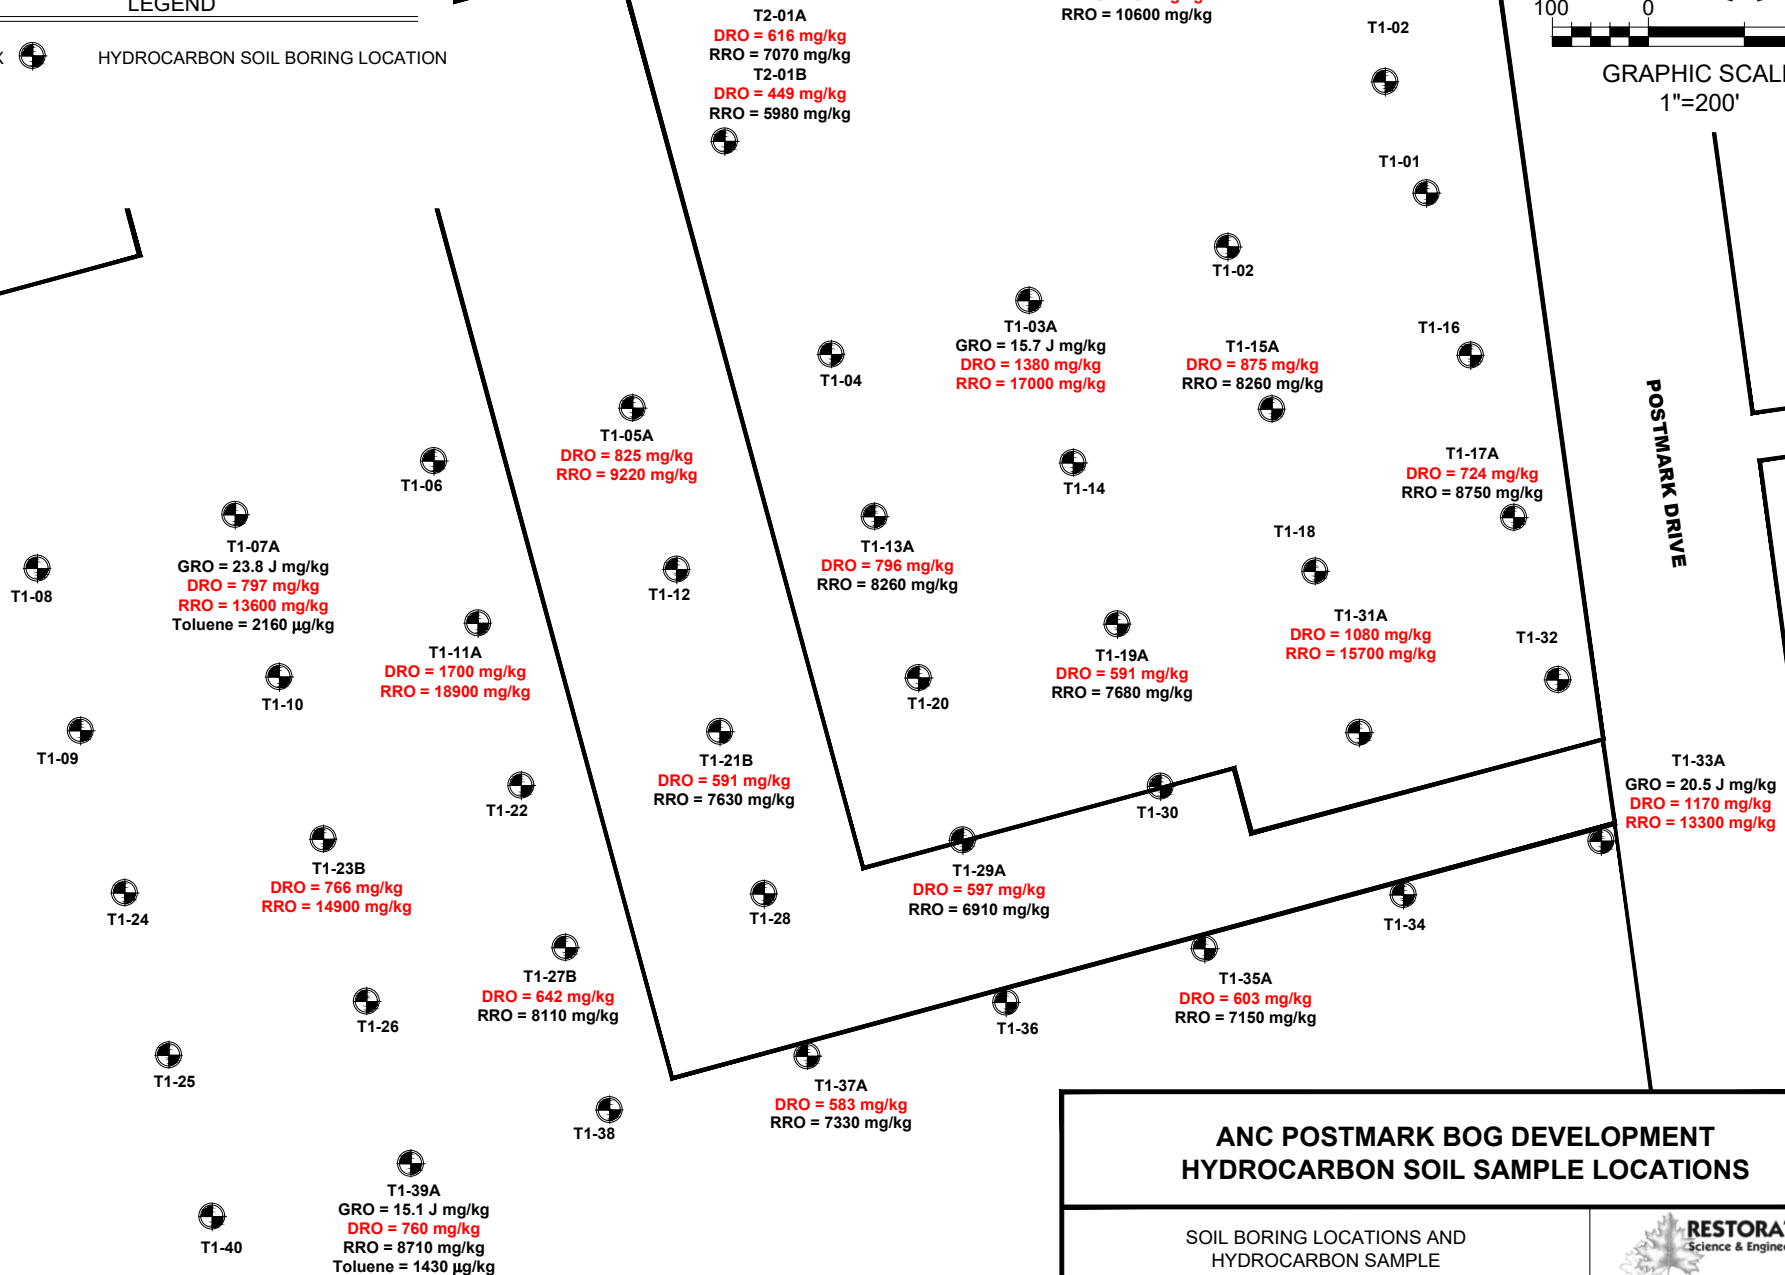 LEGEND
HYDROCARBON SOIL BORING LOCATION
T2-01A
DRO = 616 mg/kg
RRO = 7070 mg/kg
T2-01B
DRO = 449 mg/kg
RRO = 5980 mg/kg
RRO = 10600 mg/kg
T1-02
100 0
GRAPHIC SCALE
1"=200'
T1-01
T1-02
T1-03A
GRO = 15.7 J mg/kg
DRO = 1380 mg/kg
RRO = 17000 mg/kg
T1-15A
DRO = 875 mg/kg
RRO = 8260 mg/kg
T1-16
T1-04
POSTMARK DRIVE
T1-05A
DRO = 825 mg/kg
RRO = 9220 mg/kg
T1-06
T1-14
T1-17A
DRO = 724 mg/kg
RRO = 8750 mg/kg
T1-07A
GRO = 23.8 J mg/kg
DRO = 797 mg/kg
RRO = 13600 mg/kg
Toluene = 2160 µg/kg
T1-08
T1-13A
DRO = 796 mg/kg
RRO = 8260 mg/kg
T1-18
T1-12
T1-11A
DRO = 1700 mg/kg
RRO = 18900 mg/kg
T1-31A
DRO = 1080 mg/kg
RRO = 15700 mg/kg
T1-32
T1-19A
DRO = 591 mg/kg
RRO = 7680 mg/kg
T1-10
T1-20
T1-09
T1-21B
DRO = 591 mg/kg
RRO = 7630 mg/kg
T1-33A
GRO = 20.5 J mg/kg
DRO = 1170 mg/kg
RRO = 13300 mg/kg
T1-22
T1-30
T1-23B
DRO = 766 mg/kg
RRO = 14900 mg/kg
T1-29A
DRO = 597 mg/kg
RRO = 6910 mg/kg
T1-24
T1-28
T1-34
T1-27B
DRO = 642 mg/kg
RRO = 8110 mg/kg
T1-35A
DRO = 603 mg/kg
RRO = 7150 mg/kg
T1-26
T1-36
T1-25
T1-37A
DRO = 583 mg/kg
RRO = 7330 mg/kg
T1-38
T1-39A
GRO = 15.1 J mg/kg
DRO = 760 mg/kg
RRO = 8710 mg/kg
Toluene = 1430 µg/kg
T1-40
ANC POSTMARK BOG DEVELOPMENT
HYDROCARBON SOIL SAMPLE LOCATIONS
SOIL BORING LOCATIONS AND
HYDROCARBON SAMPLE
RESTORA
Science & Engine